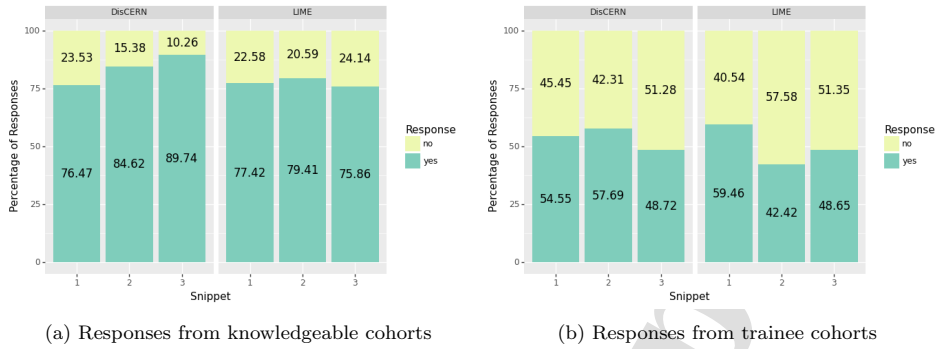 DisCERN LIME
100
23.53 15.38 10.26 22.58 20.59 24.14
75
50
76.47 84.62 89.74 77.42 79.41 75.86
25
0
1 2 3 1 2 3
Snippet
Percentage of Responses
Response
no
yes
(a) Responses from knowledgeable cohorts
DisCERN LIME
100
45.45 42.31 51.28 40.54 57.58 51.35
75
50
54.55 57.69 48.72 59.46 42.42 48.65
25
0
1 2 3 1 2 3
Snippet
Percentage of Responses
Response
no
yes
(b) Responses from trainee cohorts